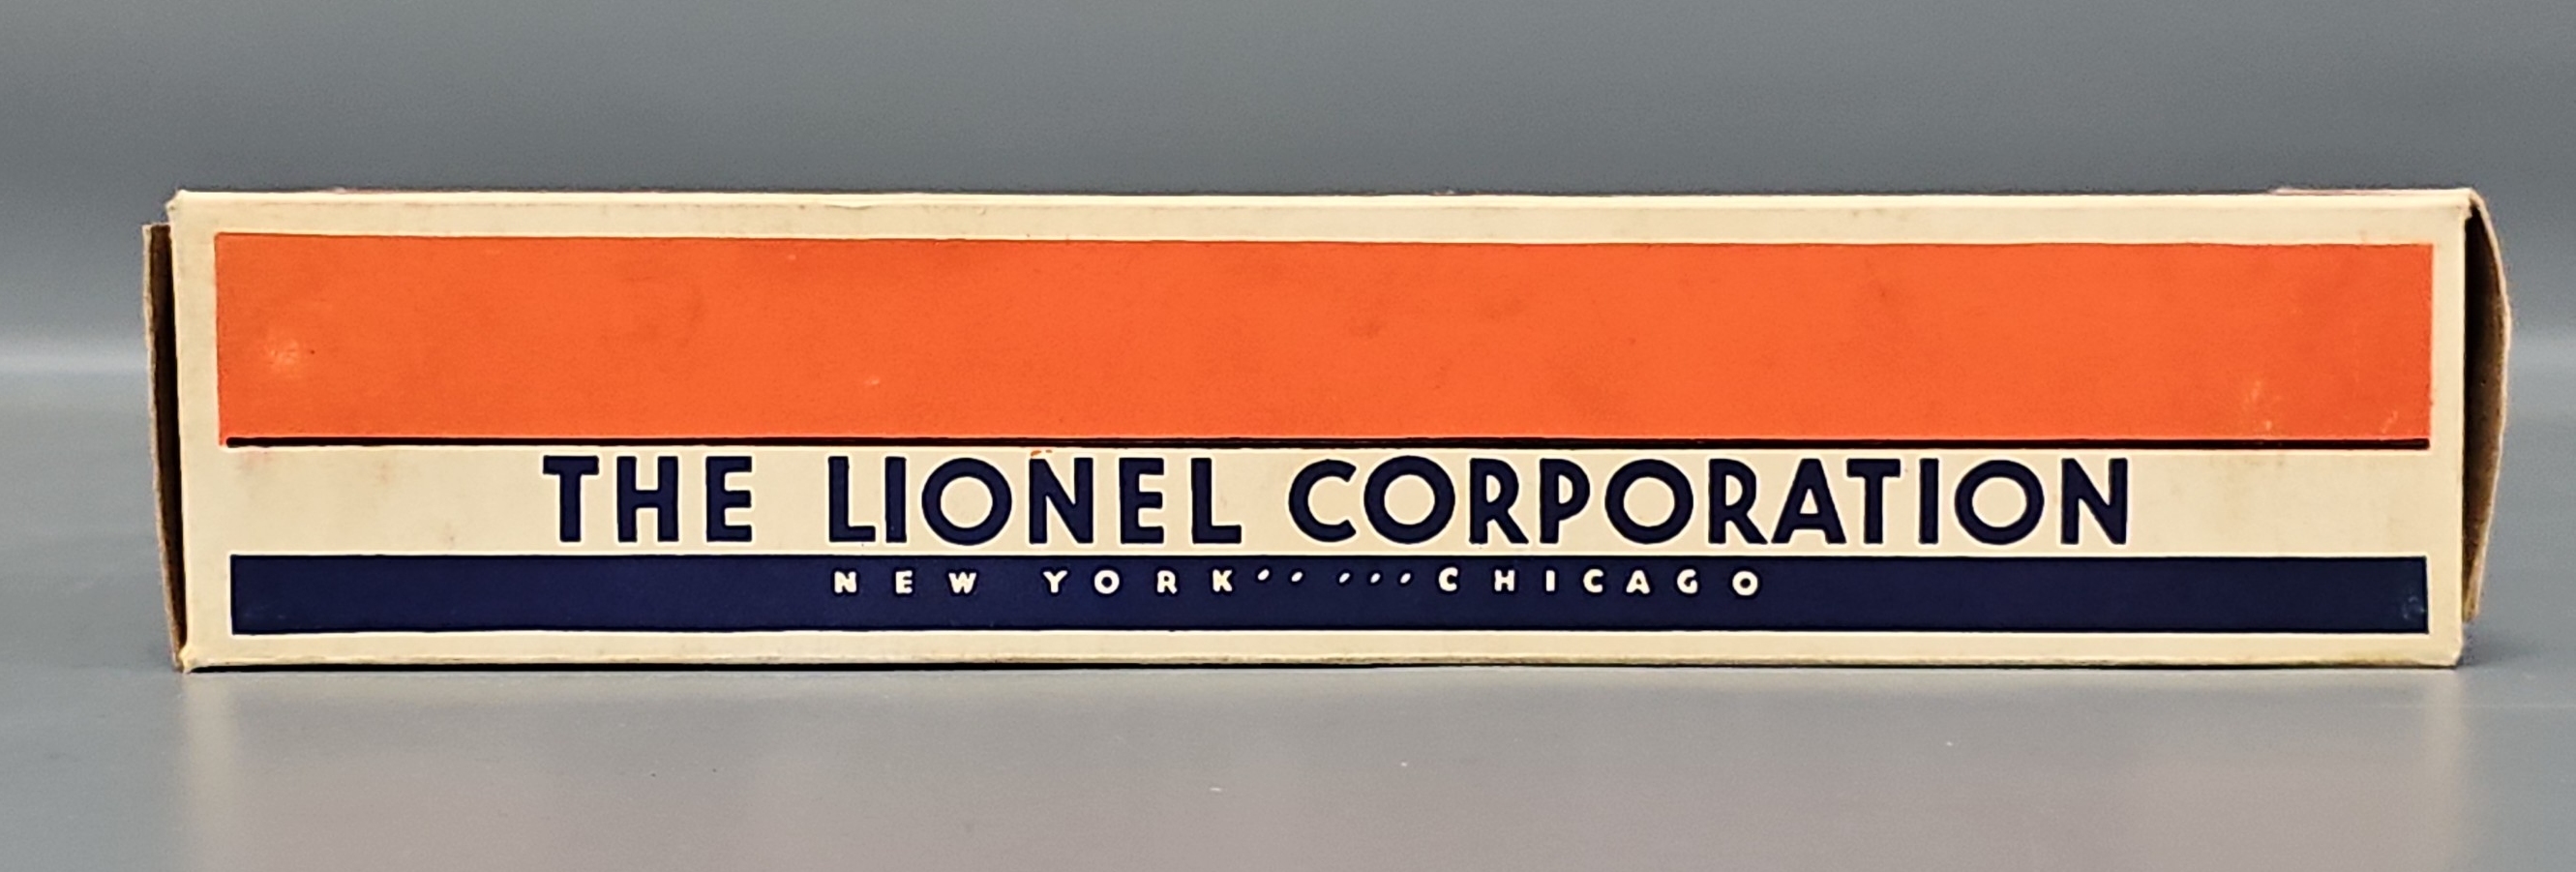 THE LIONEL CORPORATION
NEW YORK·· ···CHICAGO